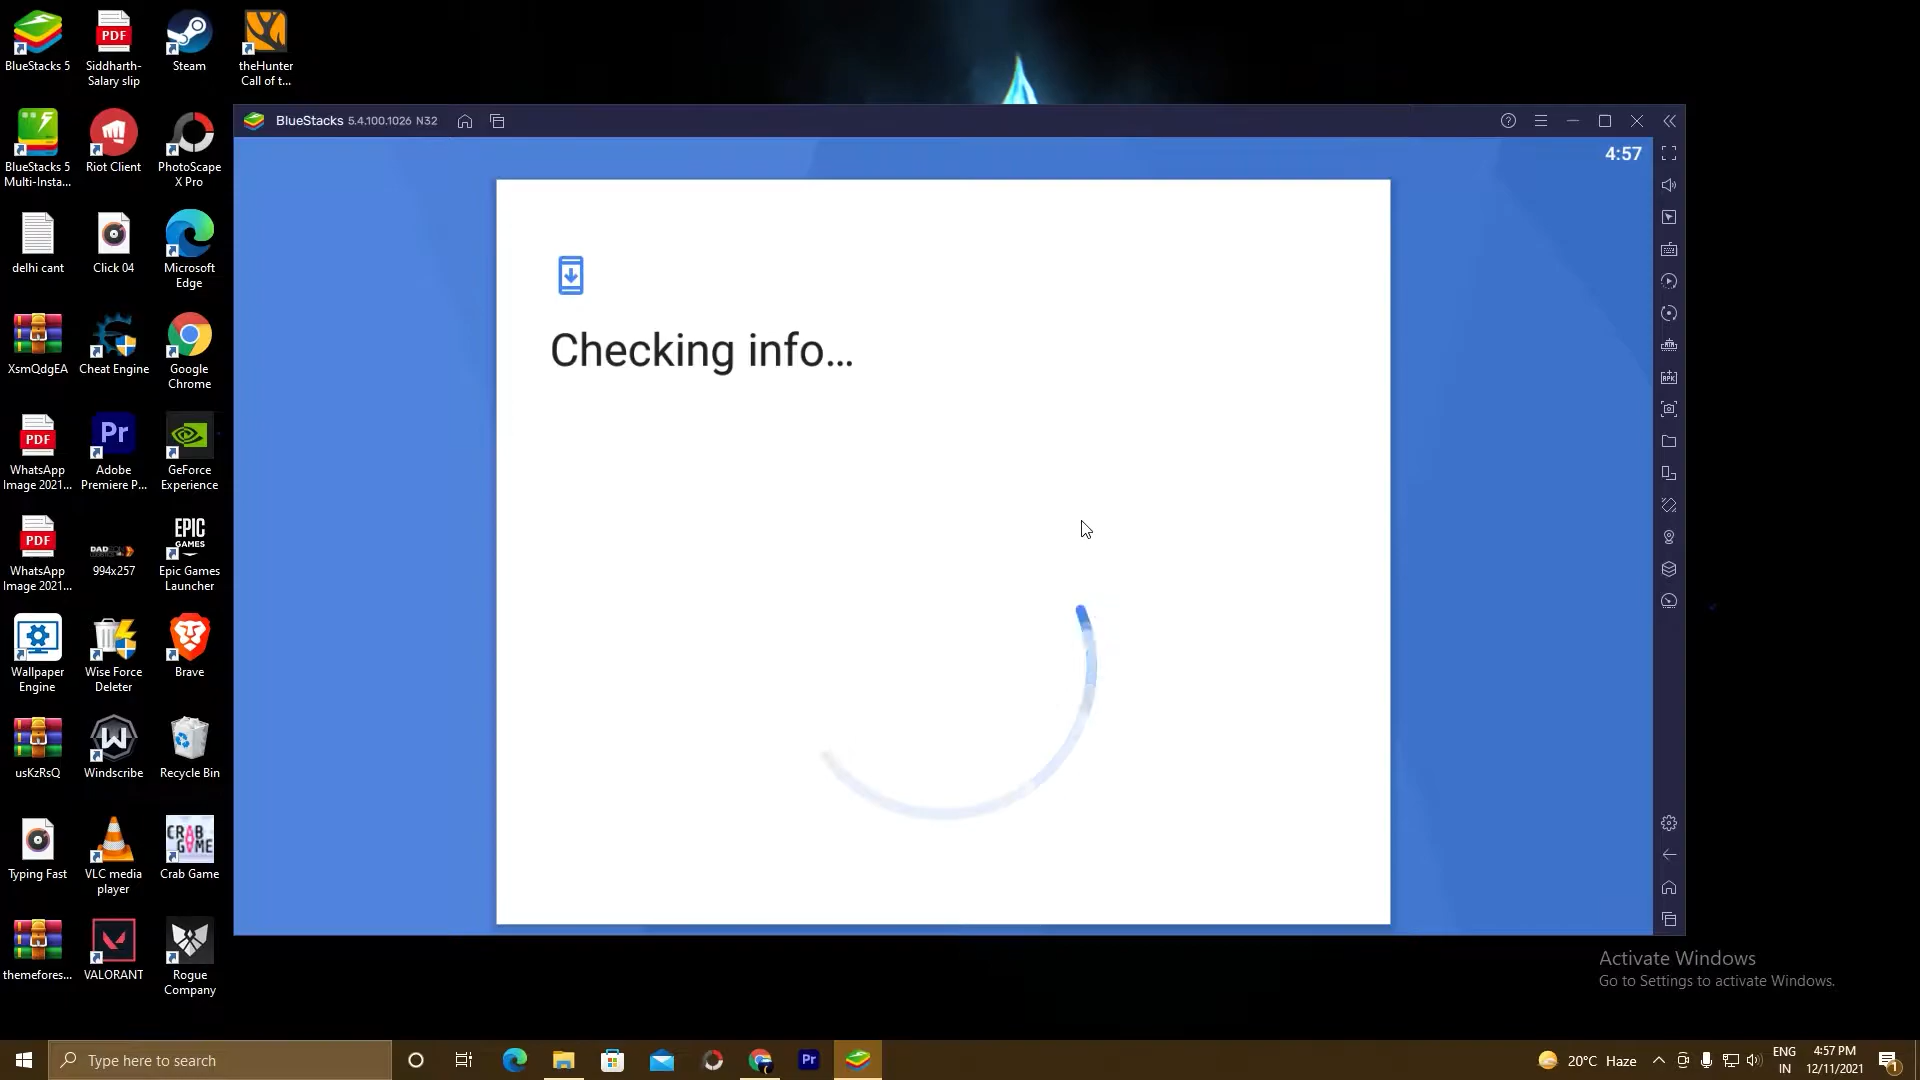 BlueStacks 5
Siddharth-
Salary slip
Steam
theHunter
Call of t...
BlueStacks 5
Multi-Insta...
Riot Client
PhotoScape
X Pro
delhi cant
Click 04
Microsoft
Edge
XsmQdgEA
Cheat Engine
Google
Chrome
WhatsApp
Image 2021...
Adobe
Premiere P...
GeForce
Experience
WhatsApp
Image 2021...
994x257
Epic Games
Launcher
Wallpaper
Engine
Wise Force
Deleter
Brave
usKzRsQ
Windscribe
Recycle Bin
Typing Fast
VLC media
player
Crab Game
themefores...
VALORANT
Rogue
Company
PDF
PDF
Pr
PDF
EPIC
GAMES
DAD
CRAB
GAME
BlueStacks 5.4.100.1026 N32
4:57
Checking info...
Activate Windows
Go to Settings to activate Windows.
Type here to search
Pr
20°C Haze
ENG
IN
4:57 PM
12/11/2021
1